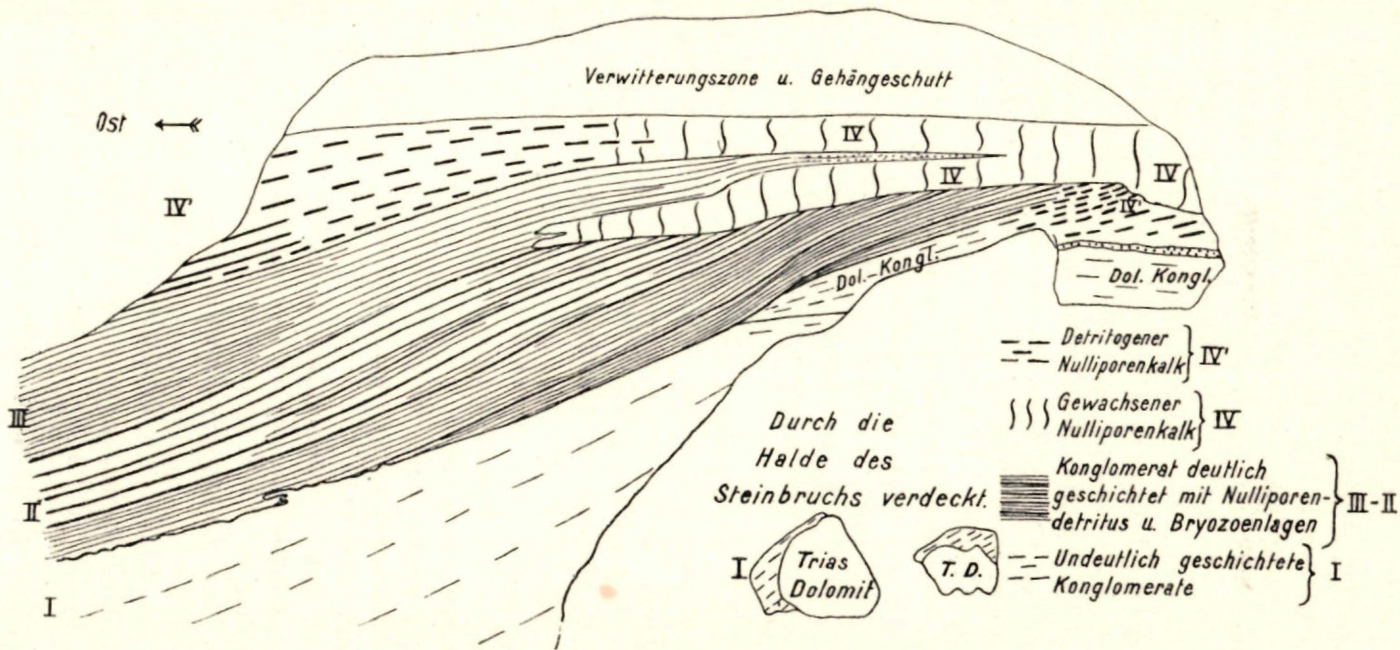 Verwitterungszone u. Gehängeschutt
Ost
IV
IV
IV
IV'
IV'
Dol.-Kongl.
Dol. Kongl.
III
II
I
Detritogener
Nulliporenkalk } IV'
Gewachsener
Nulliporenkalk } IV
Konglomerat deutlich
geschichtet mit Nulliporen-
detritus u. Bryozoenlagen } III-II
Undeutlich geschichtete
Konglomerate } I
Durch die
Halde des
Steinbruchs verdeckt.
I
Trias
Dolomit
T. D.